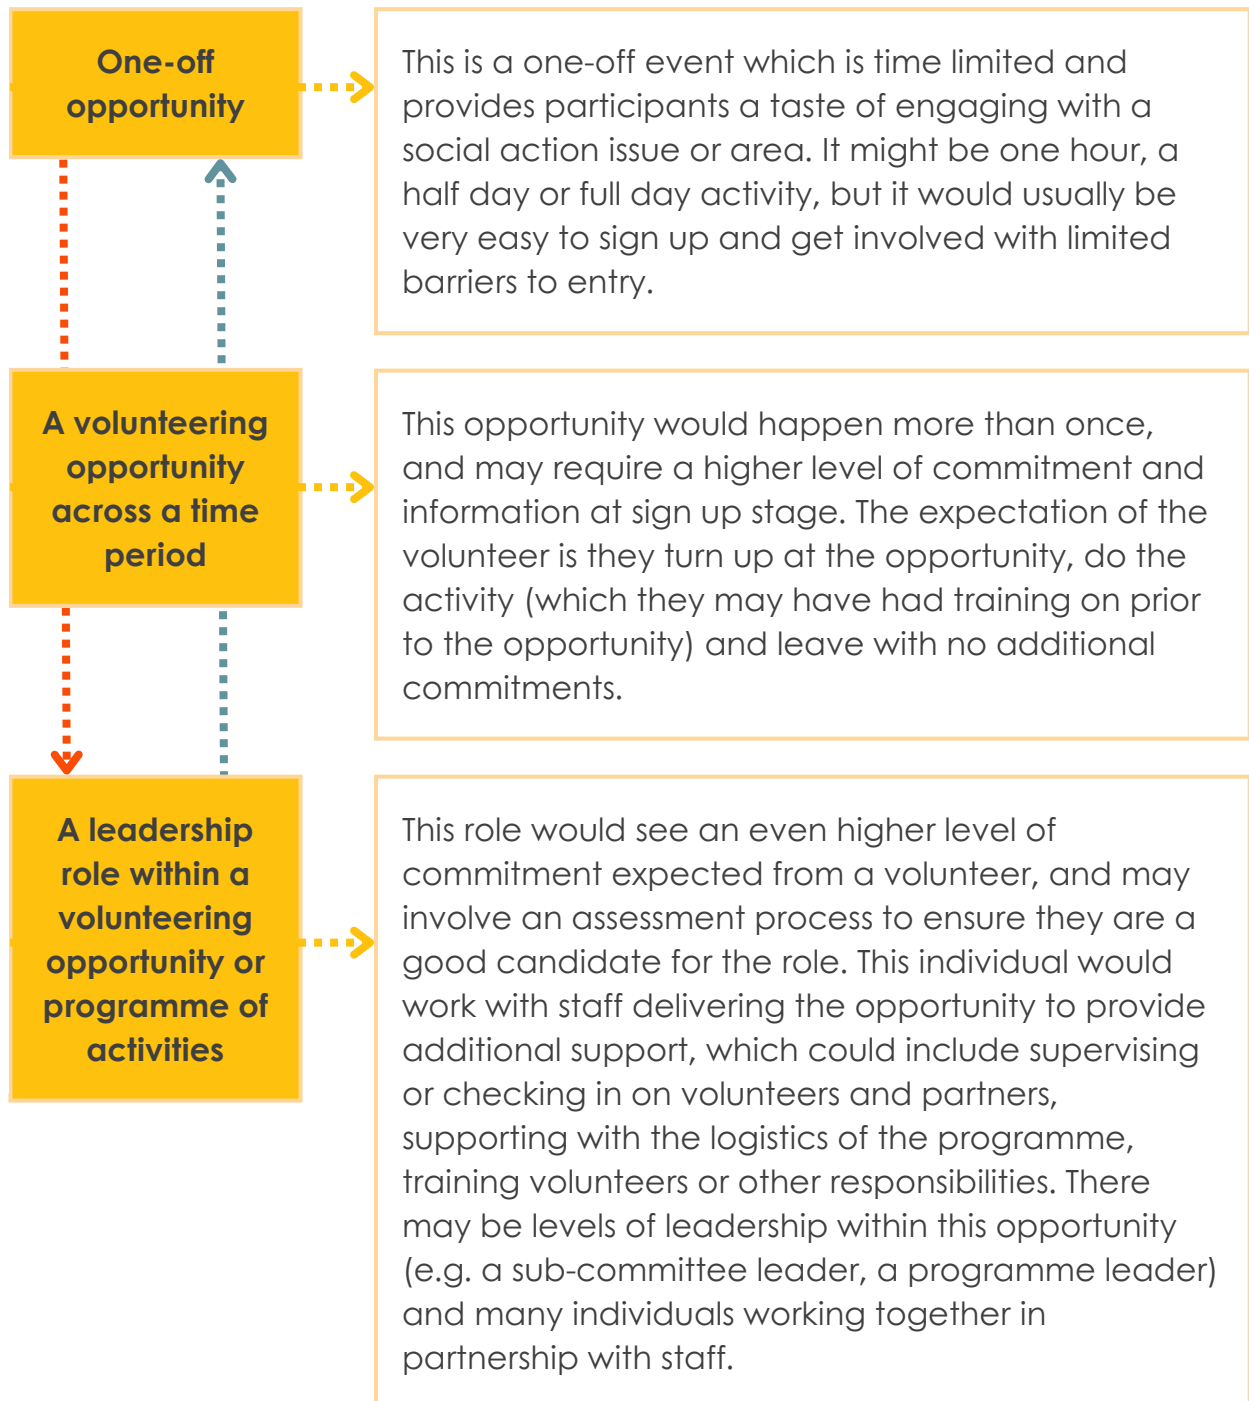 One-off
opportunity
This is a one-off event which is time limited and
provides participants a taste of engaging with a
social action issue or area. It might be one hour, a
half day or full day activity, but it would usually be
very easy to sign up and get involved with limited
barriers to entry.
A volunteering
opportunity
across a time
period
This opportunity would happen more than once,
and may require a higher level of commitment and
information at sign up stage. The expectation of the
volunteer is they turn up at the opportunity, do the
activity (which they may have had training on prior
to the opportunity) and leave with no additional
commitments.
A leadership
role within a
volunteering
opportunity or
programme of
activities
This role would see an even higher level of
commitment expected from a volunteer, and may
involve an assessment process to ensure they are a
good candidate for the role. This individual would
work with staff delivering the opportunity to provide
additional support, which could include supervising
or checking in on volunteers and partners,
supporting with the logistics of the programme,
training volunteers or other responsibilities. There
may be levels of leadership within this opportunity
(e.g. a sub-committee leader, a programme leader)
and many individuals working together in
partnership with staff.